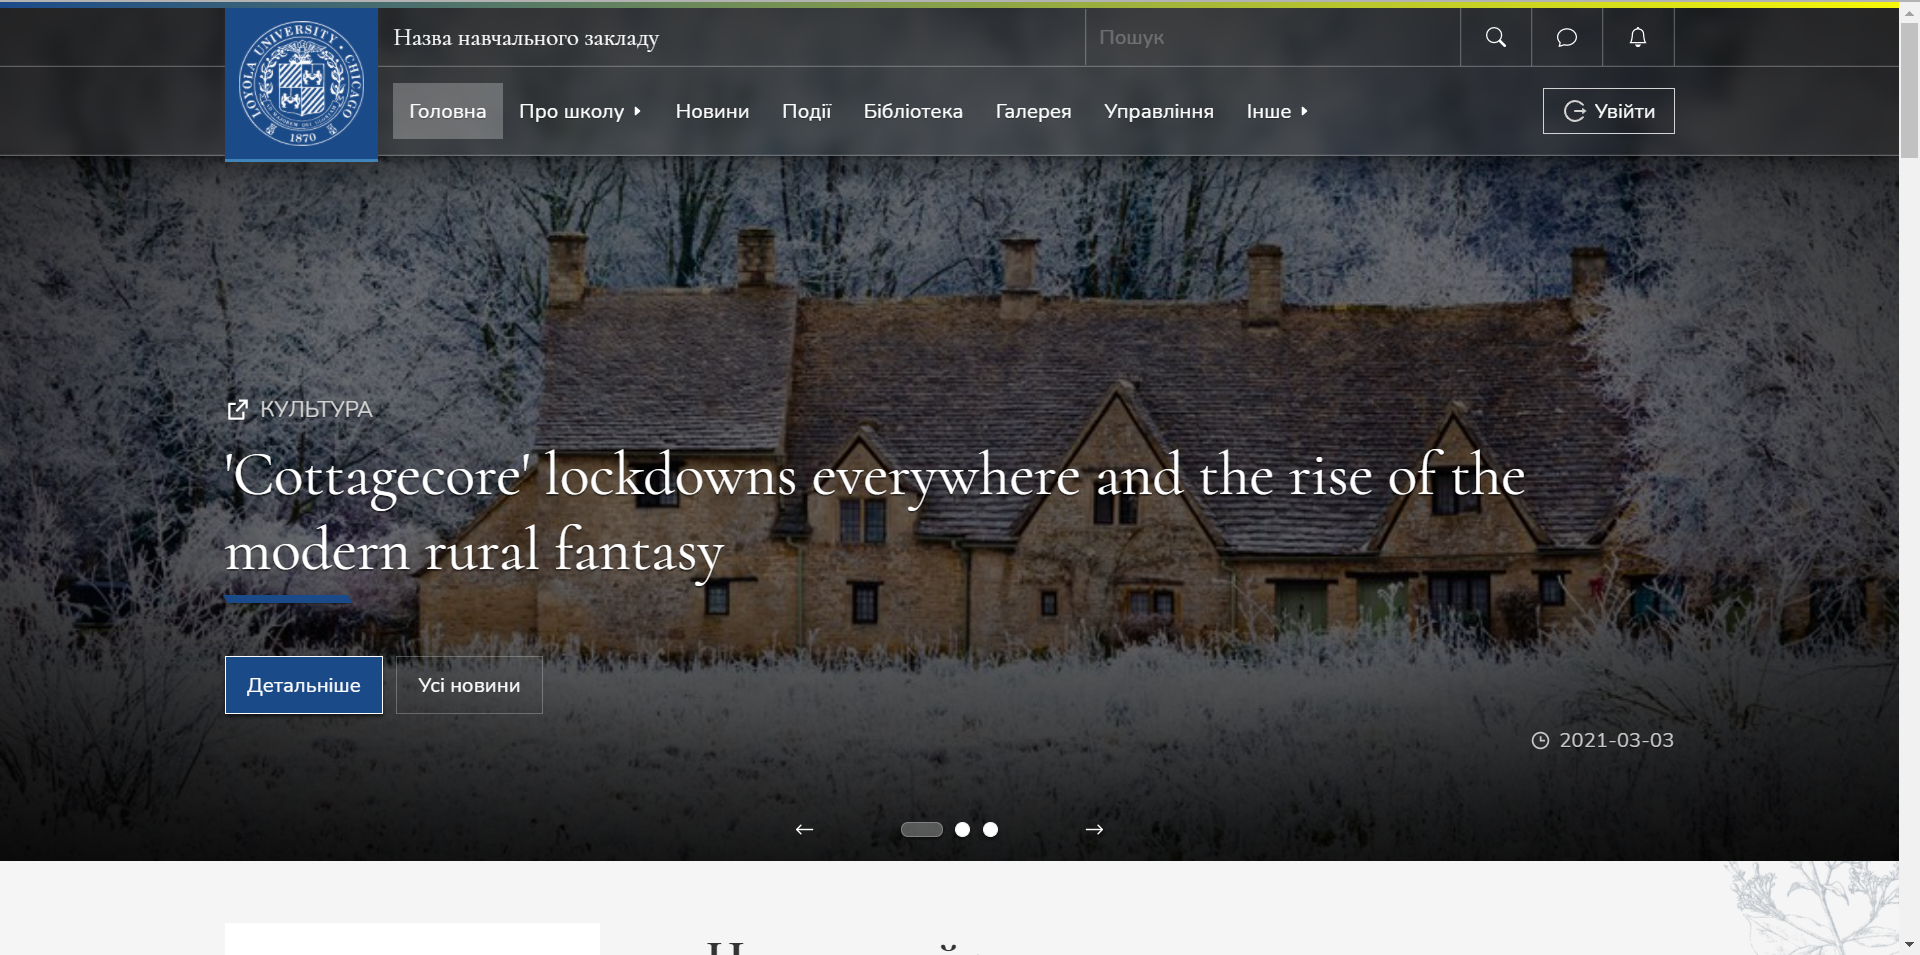 Назва навчального закладу
Пошук
LOYOLA UNIVERSITY · CHICAGO
1870
Головна
Про школу
Новини
Події
Бібліотека
Галерея
Управління
Інше
Увійти
КУЛЬТУРА
'Cottagecore' lockdowns everywhere and the rise of the
modern rural fantasy
Детальніше
Усі новини
2021-03-03